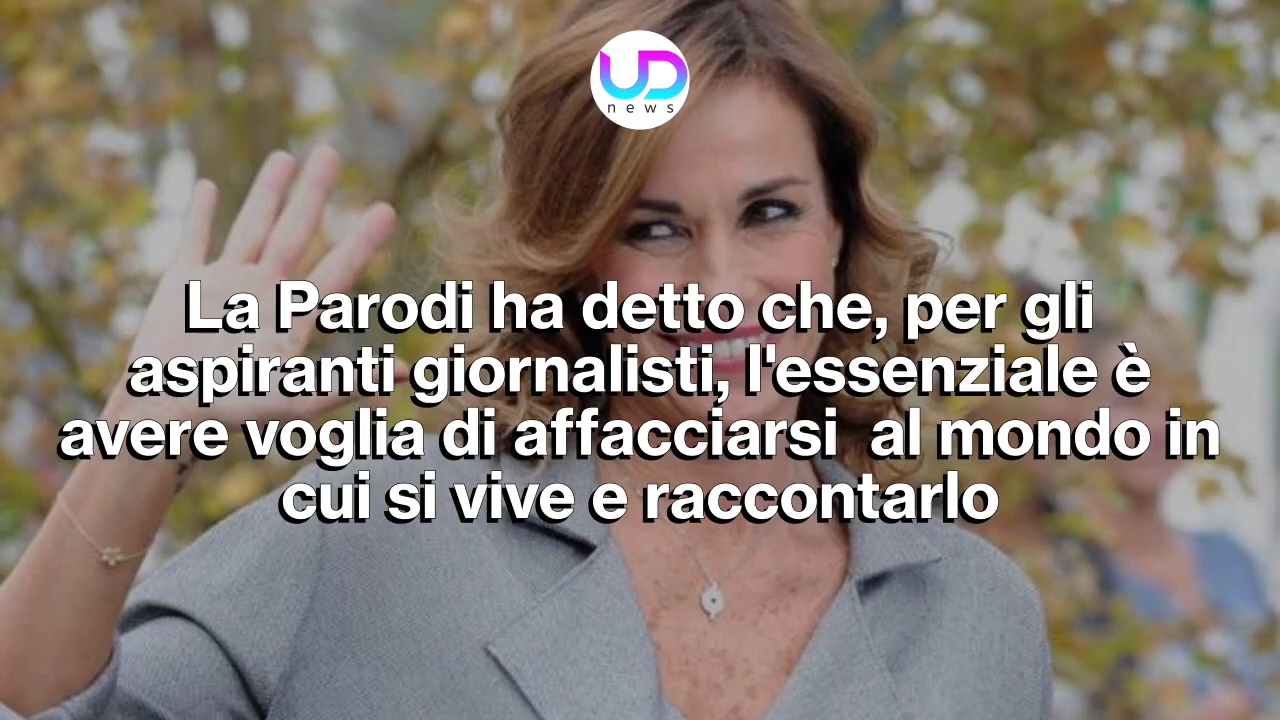 UD
news
La Parodi ha detto che, per gli
aspiranti giornalisti, l'essenziale è
avere voglia di affacciarsi  al mondo in
cui si vive e raccontarlo